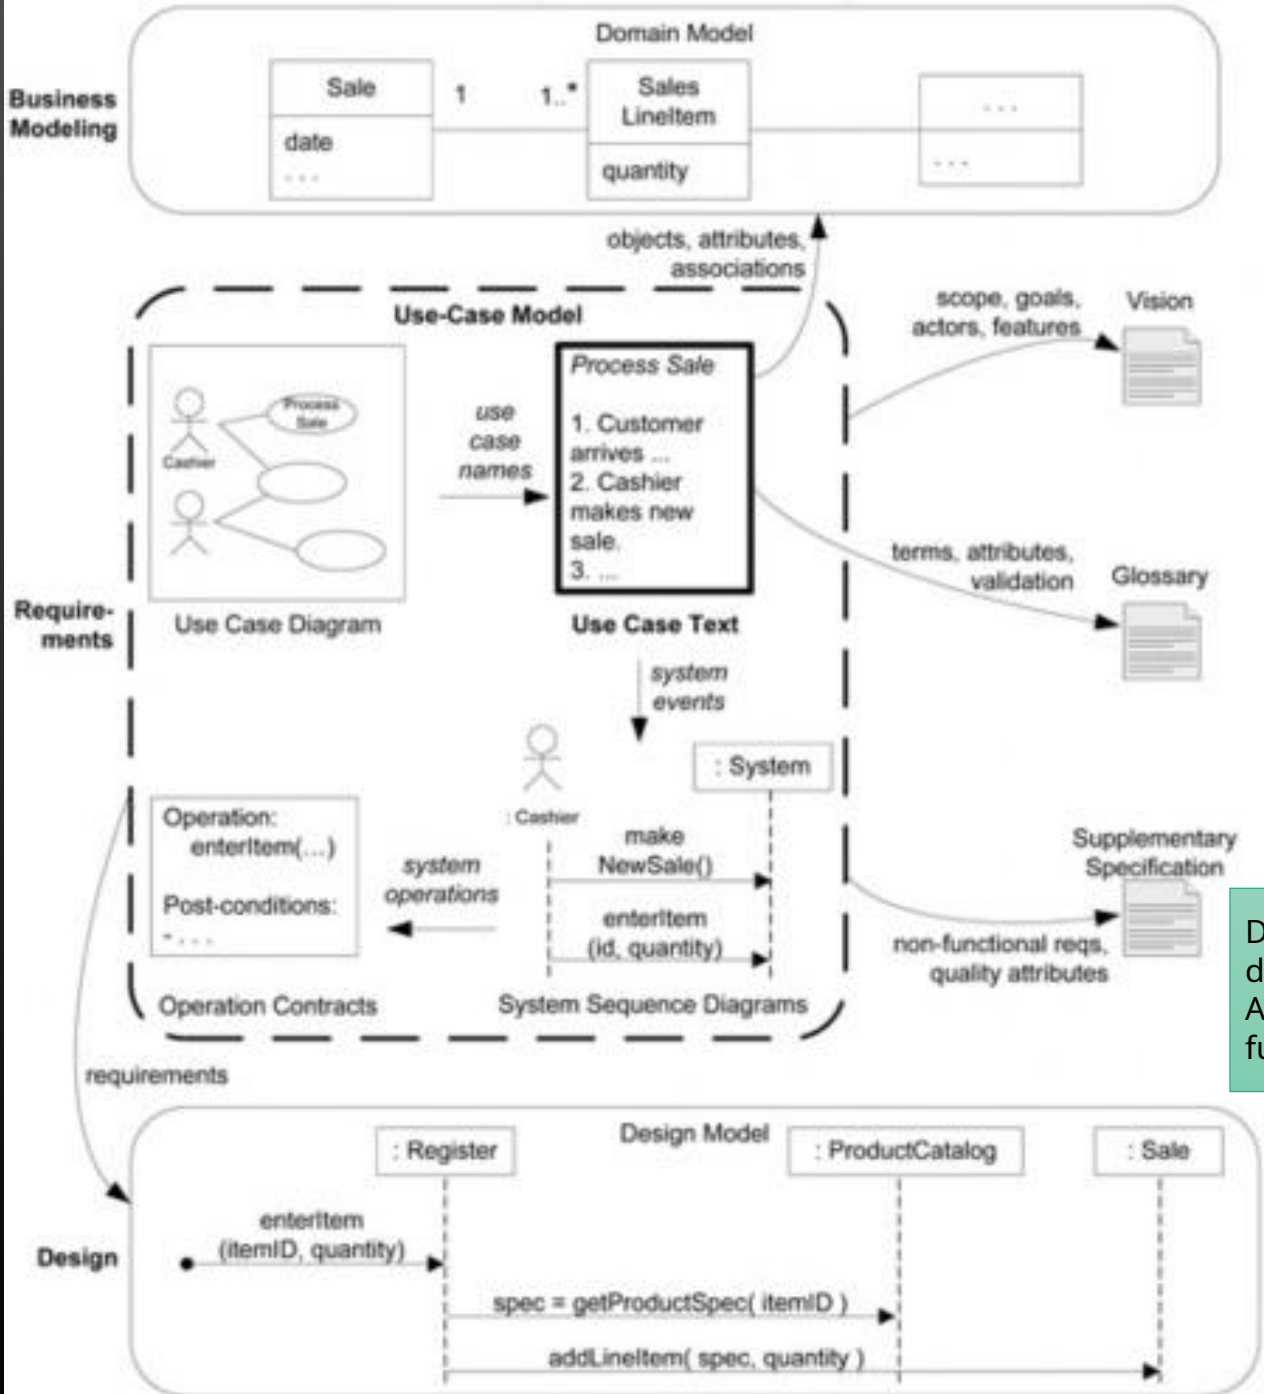 Domain Model
Business
Modeling
Sale
date
. . .
1
1..*
Sales
LineItem
quantity
. . .
. . .
objects, attributes,
associations
Use-Case Model
Cashier
Process
Sale
Use Case Diagram
use
case
names
Process Sale
1. Customer
arrives ...
2. Cashier
makes new
sale.
3. ...
Use Case Text
scope, goals,
actors, features
Vision
terms, attributes,
validation
Glossary
Require-
ments
system
events
: Cashier
: System
make
NewSale()
enterItem
(id, quantity)
System Sequence Diagrams
system
operations
Operation:
enterItem(...)
Post-conditions:
- . . .
Operation Contracts
Supplementary
Specification
non-functional reqs,
quality attributes
D
d
A
fu
requirements
Design Model
Design
: Register
: ProductCatalog
: Sale
enterItem
(itemID, quantity)
spec = getProductSpec( itemID )
addLineItem( spec, quantity )